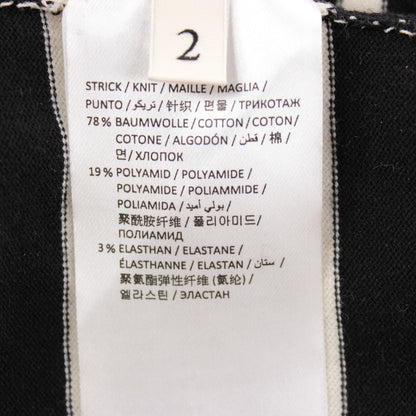 2
STRICK / KNIT / MAILLE / MAGLIA /
PUNTO / تريكو / 针织 / 편물 / ТРИКОТАЖ
78 % BAUMWOLLE / COTTON / COTON /
COTONE / ALGODÓN / قطن / 棉 /
면 / ХЛОПОК
19 % POLYAMID / POLYAMIDE /
POLYAMIDE / POLIAMMIDE /
POLIAMIDA / بولي أميد /
聚酰胺纤维 / 폴리아미드 /
ПОЛИАМИД
3 % ELASTHAN / ELASTANE /
ÉLASTHANNE / ELASTAN / ستان /
聚氨酯弹性纤维 (氨纶) /
엘라스틴 / ЭЛАСТАН